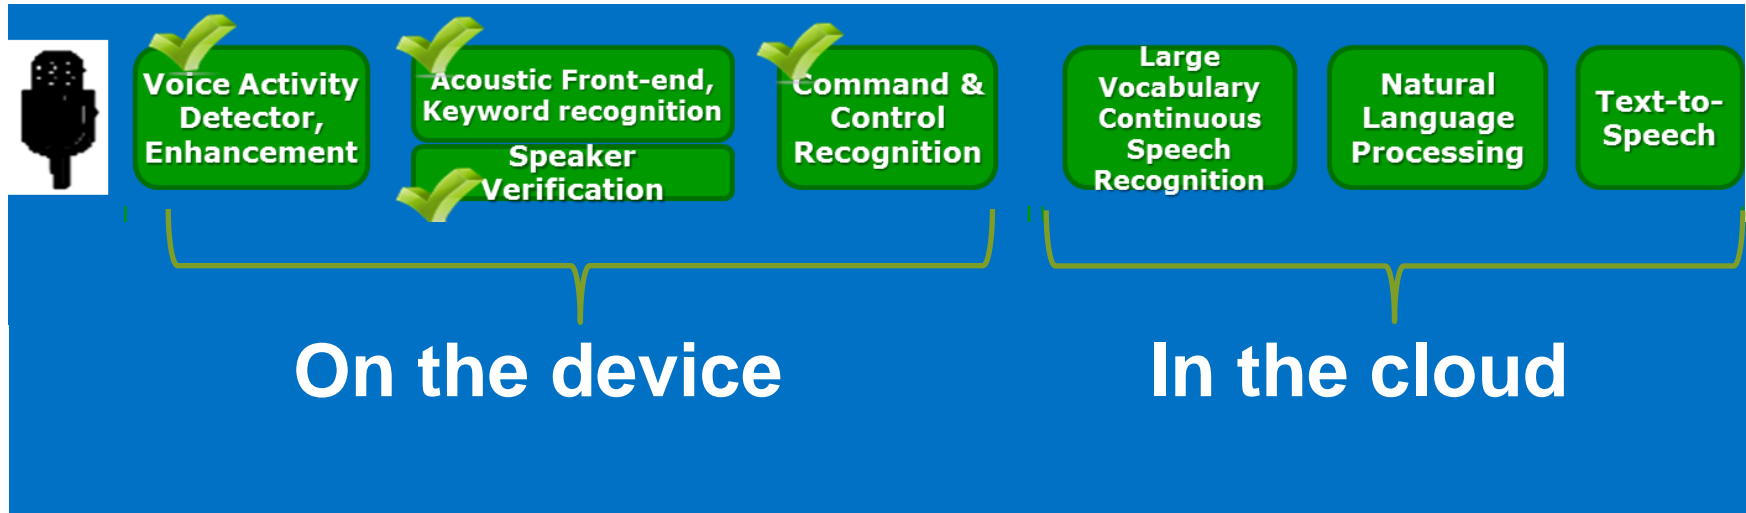 Voice Activity
Detector,
Enhancement
Acoustic Front-end,
Keyword recognition
Speaker
Verification
Command &
Control
Recognition
Large
Vocabulary
Continuous
Speech
Recognition
Natural
Language
Processing
Text-to-
Speech
On the device
In the cloud